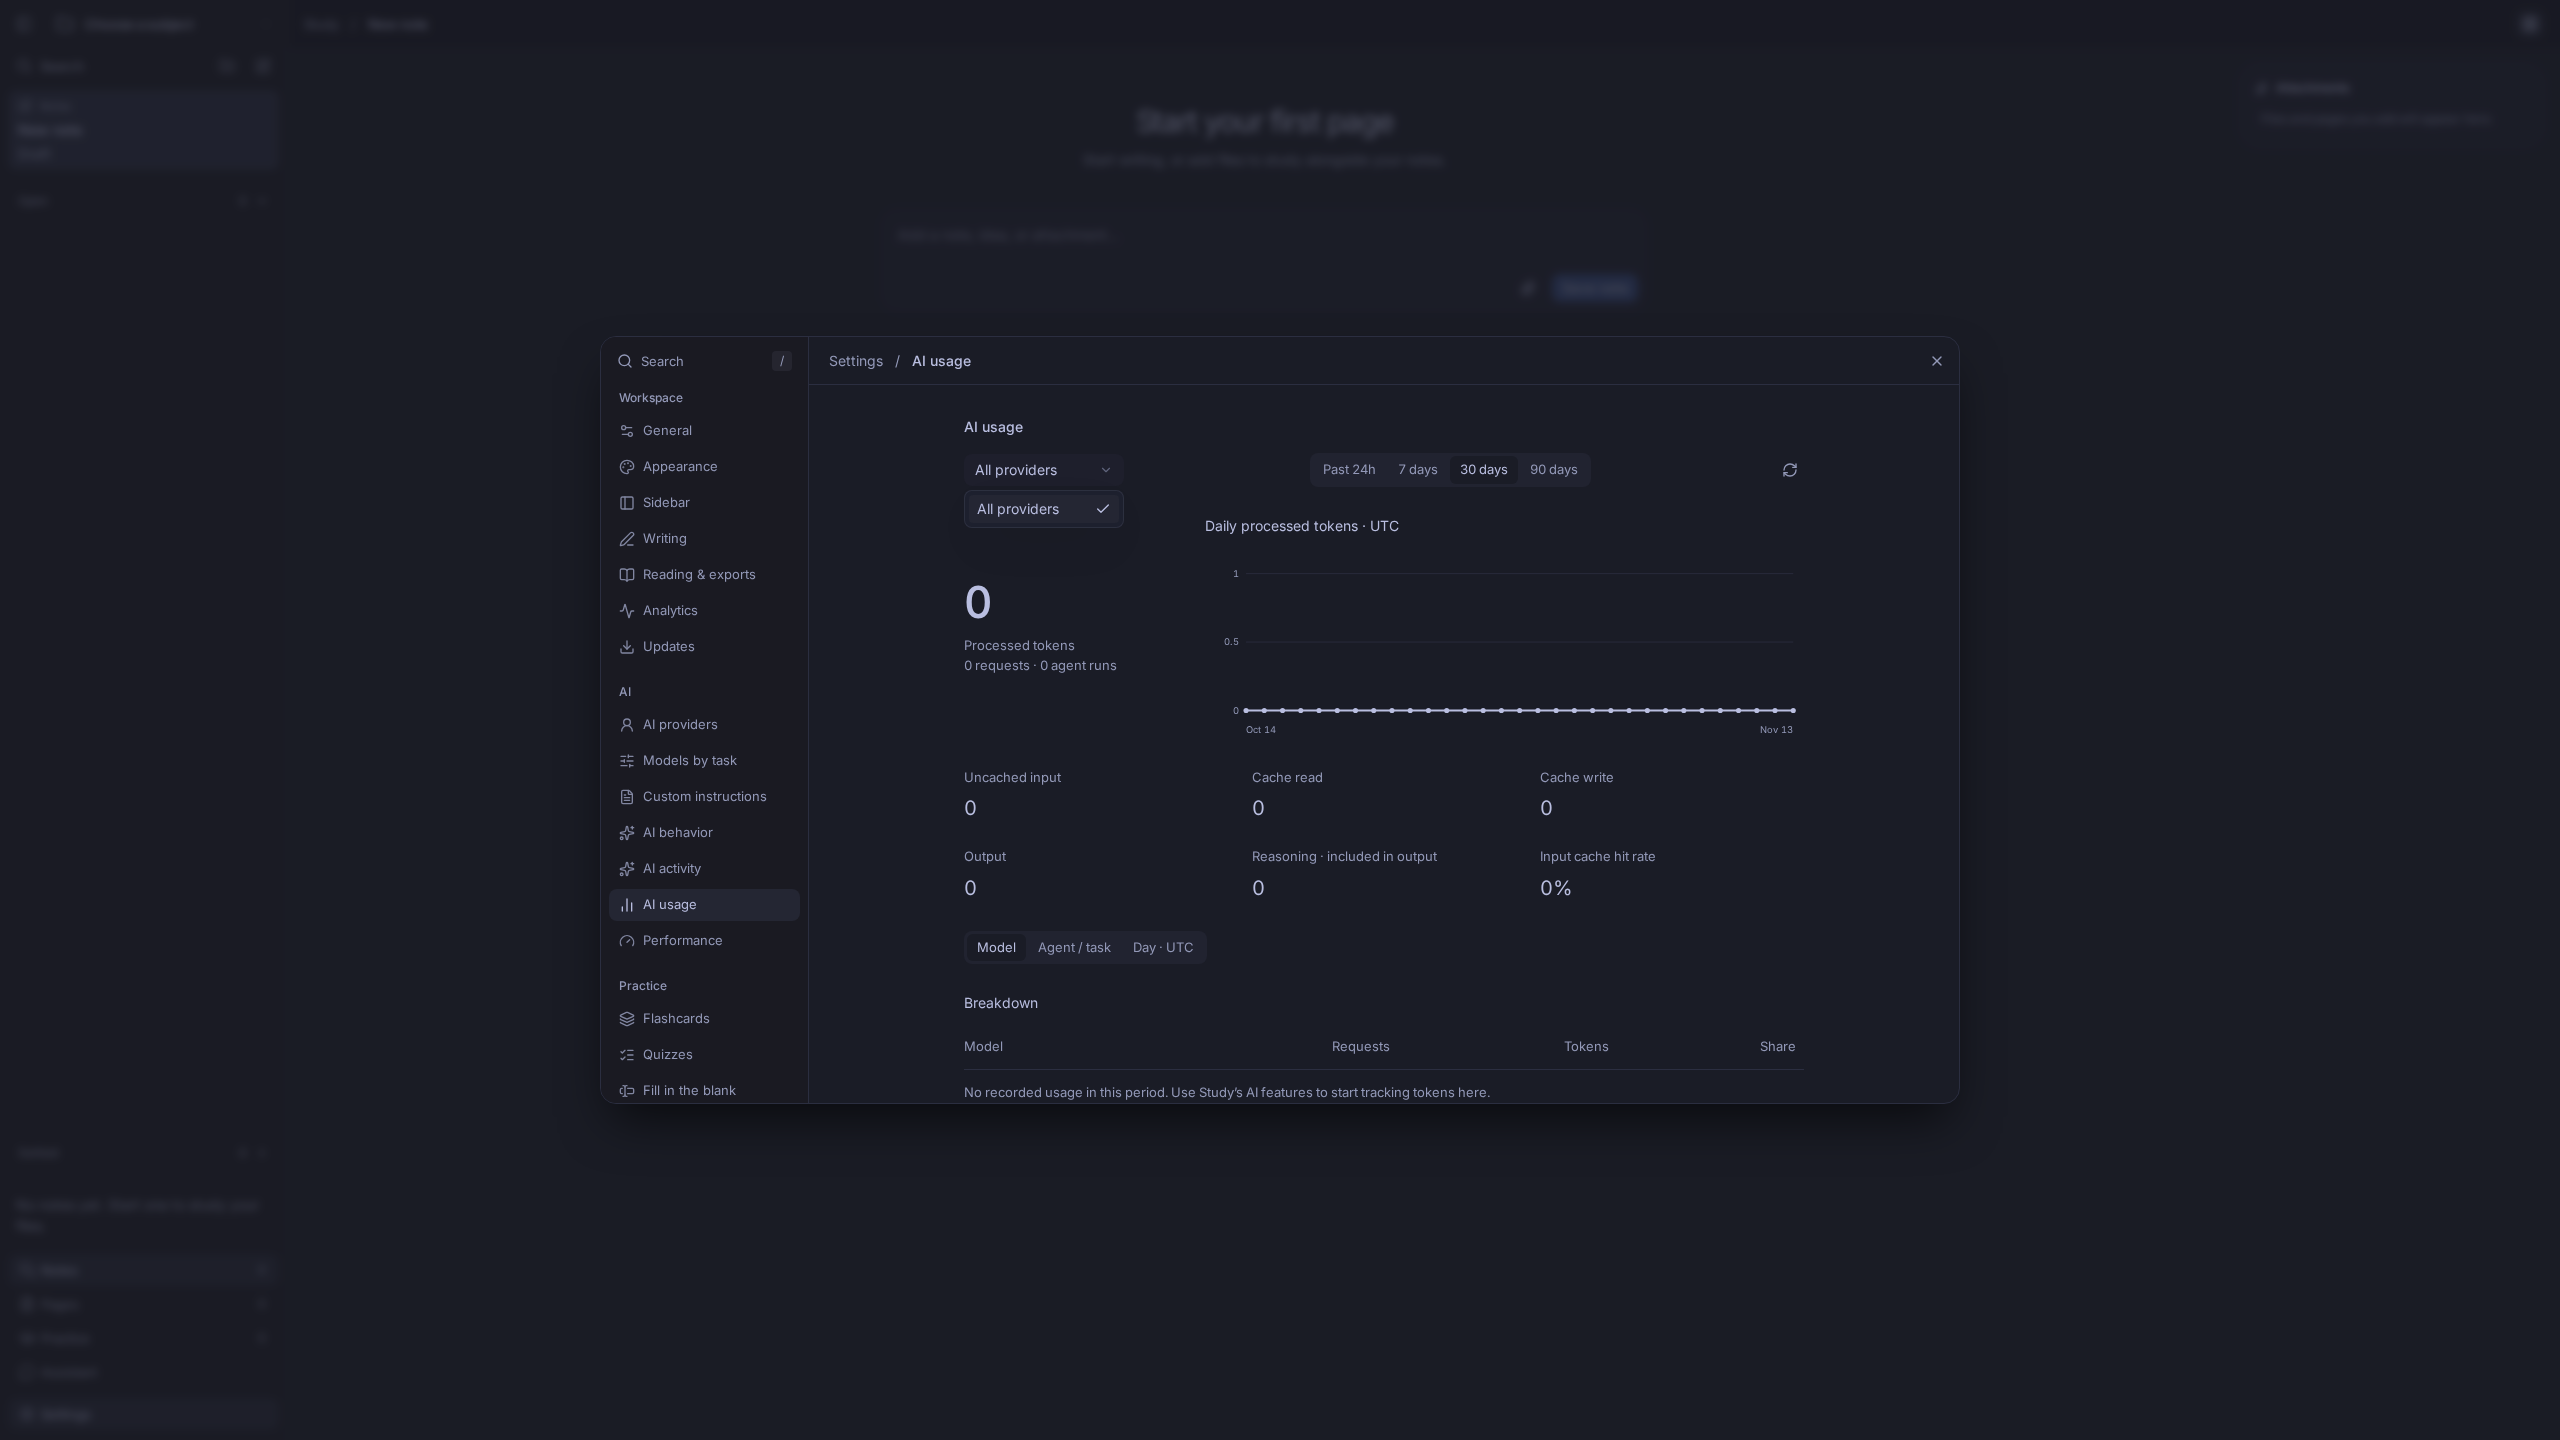 Start your first page
Search
/
Workspace
General
Appearance
Sidebar
Writing
Reading & exports
Analytics
Updates
AI
AI providers
Models by task
Custom instructions
AI behavior
AI activity
AI usage
Performance
Practice
Flashcards
Quizzes
Fill in the blank
Settings / AI usage
AI usage
All providers
Past 24h 7 days 30 days 90 days
All providers
Daily processed tokens · UTC
0
Processed tokens
0 requests · 0 agent runs
1
0.5
0
Oct 14 Nov 13
Uncached input Cache read Cache write
0 0 0
Output Reasoning · included in output Input cache hit rate
0 0 0%
Model Agent / task Day · UTC
Breakdown
Model Requests Tokens Share
No recorded usage in this period. Use Study’s AI features to start tracking tokens here.